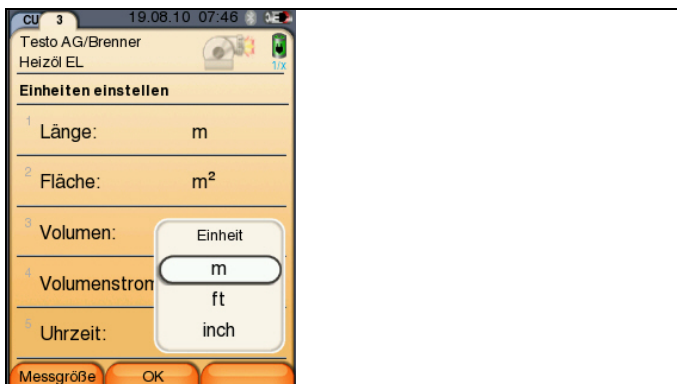 CU 3 19.08.10 07:46
Testo AG/Brenner
Heizöl EL
1/X
Einheiten einstellen
1 Länge: m
2 Fläche: m²
3 Volumen:
Einheit
m
4 Volumenstrom
ft
5 Uhrzeit:
inch
Messgröße OK